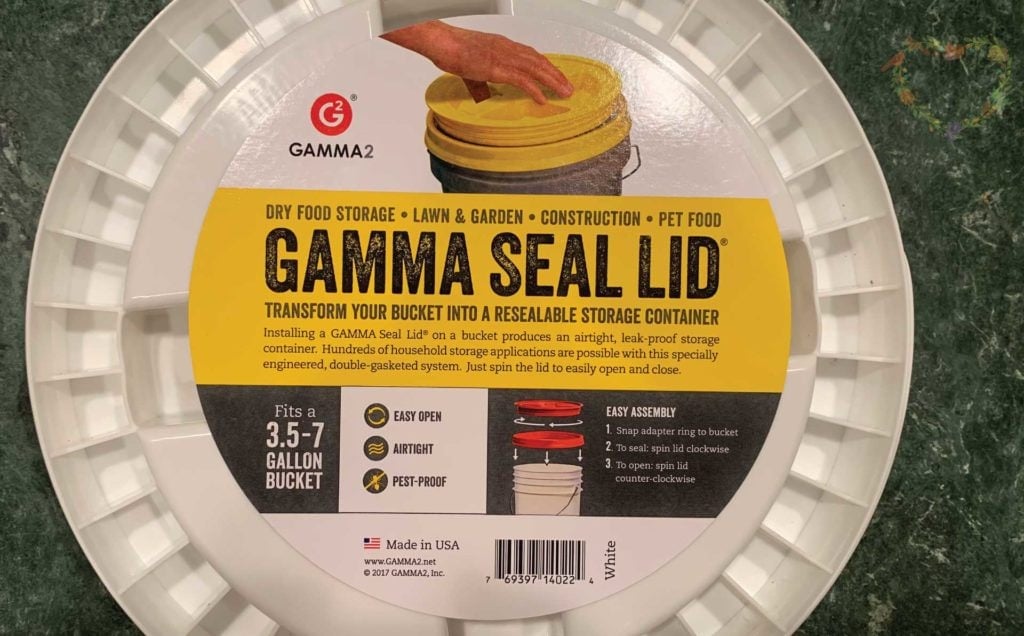 G2®
GAMMA2
DRY FOOD STORAGE • LAWN & GARDEN • CONSTRUCTION • PET FOOD
GAMMA SEAL LID®
TRANSFORM YOUR BUCKET INTO A RESEALABLE STORAGE CONTAINER
Installing a GAMMA Seal Lid® on a bucket produces an airtight, leak-proof storage
container. Hundreds of household storage applications are possible with this specially
engineered, double-gasketed system. Just spin the lid to easily open and close.
Fits a
3.5-7
GALLON
BUCKET
EASY OPEN
AIRTIGHT
PEST-PROOF
EASY ASSEMBLY
1. Snap adapter ring to bucket
2. To seal: spin lid clockwise
3. To open: spin lid
counter-clockwise
Made in USA
www.GAMMA2.net
© 2017 GAMMA2, Inc.
7 69397 14022 4
White